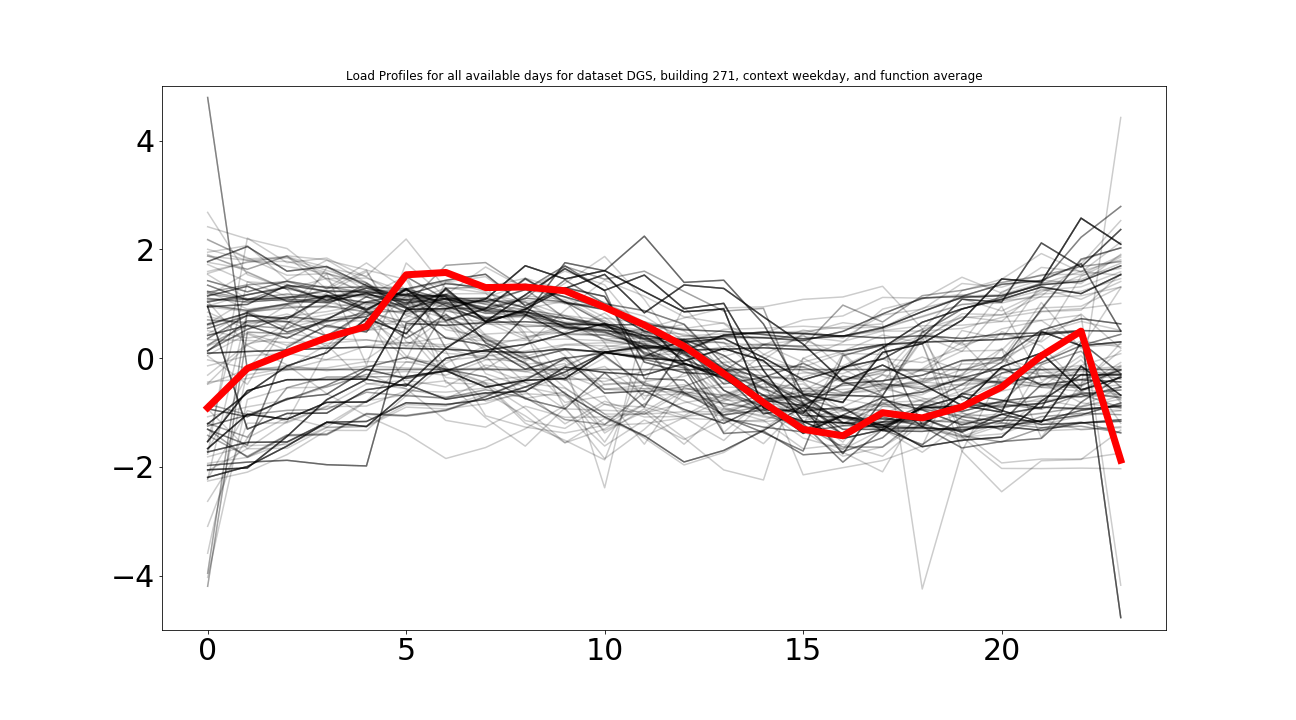 Load Profiles for all available days for dataset DGS, building 271, context weekday, and function average
4
2
0
−2
−4
0 5 10 15 20